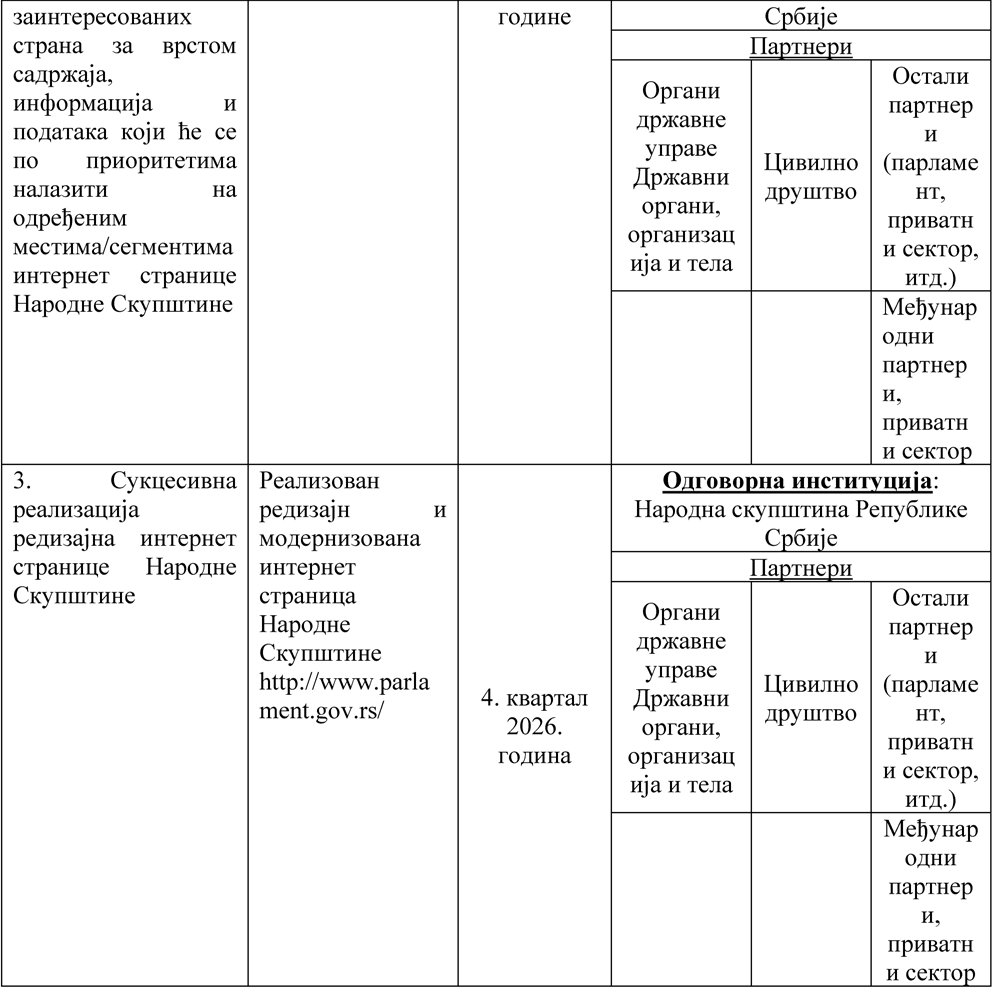 заинтересованих
страна за врстом
садржаја,
информација и
података који ће се
по приоритетима
налазити на
одређеним
местима/сегментима
интернет странице
Народне Скупштине
године
Србије
Партнери
Органи
државне
управе
Државни
органи,
организац
ија и тела
Цивилно
друштво
Остали
партнер
и
(парламе
нт,
приватн
и сектор,
итд.)
Међунар
одни
партнер
и,
приватн
и сектор
3. Сукцесивна
реализација
редизајна интернет
странице Народне
Скупштине
Реализован
редизајн и
модернизована
интернет
страница
Народне
Скупштине
http://www.parla
ment.gov.rs/
4. квартал
2026.
година
Одговорна институција:
Народна скупштина Републике
Србије
Партнери
Органи
државне
управе
Државни
органи,
организац
ија и тела
Цивилно
друштво
Остали
партнер
и
(парламе
нт,
приватн
и сектор,
итд.)
Међунар
одни
партнер
и,
приватн
и сектор